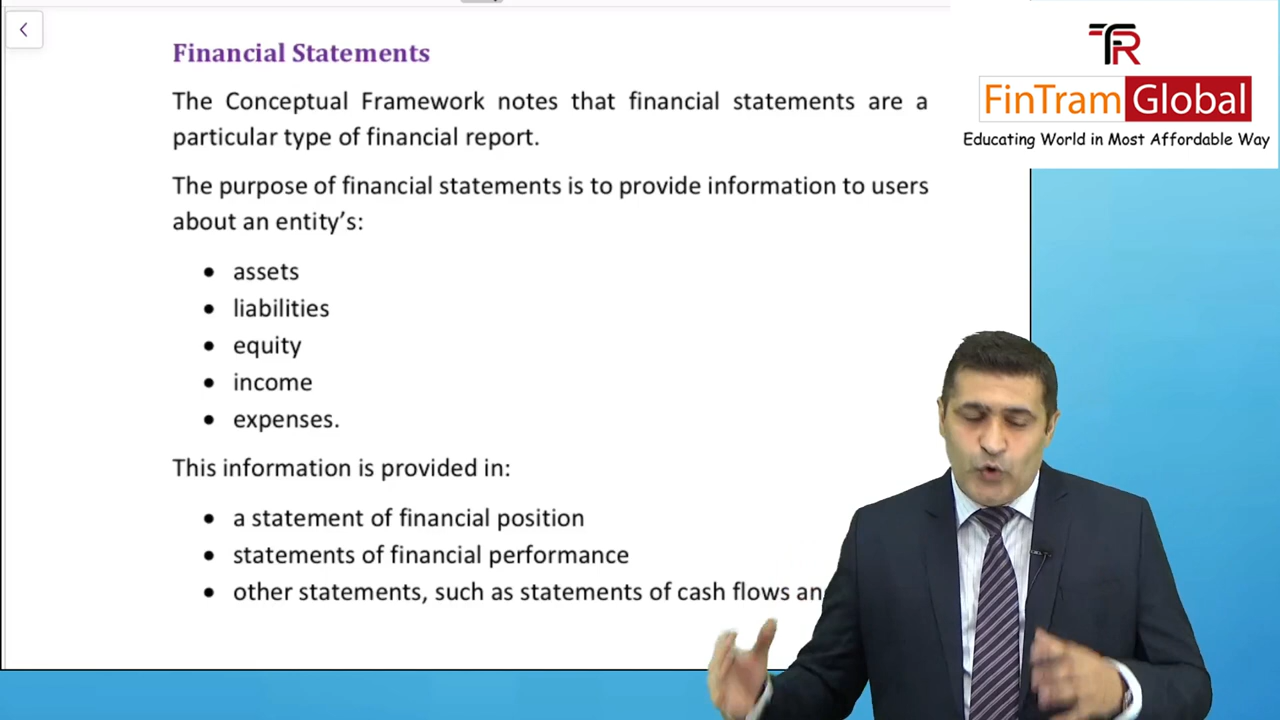 Financial Statements
The Conceptual Framework notes that financial statements are a
particular type of financial report.
The purpose of financial statements is to provide information to users
about an entity's:
• assets
• liabilities
• equity
• income
• expenses.
This information is provided in:
• a statement of financial position
• statements of financial performance
• other statements, such as statements of cash flows an
TFR
FinTram Global
Educating World in Most Affordable Way